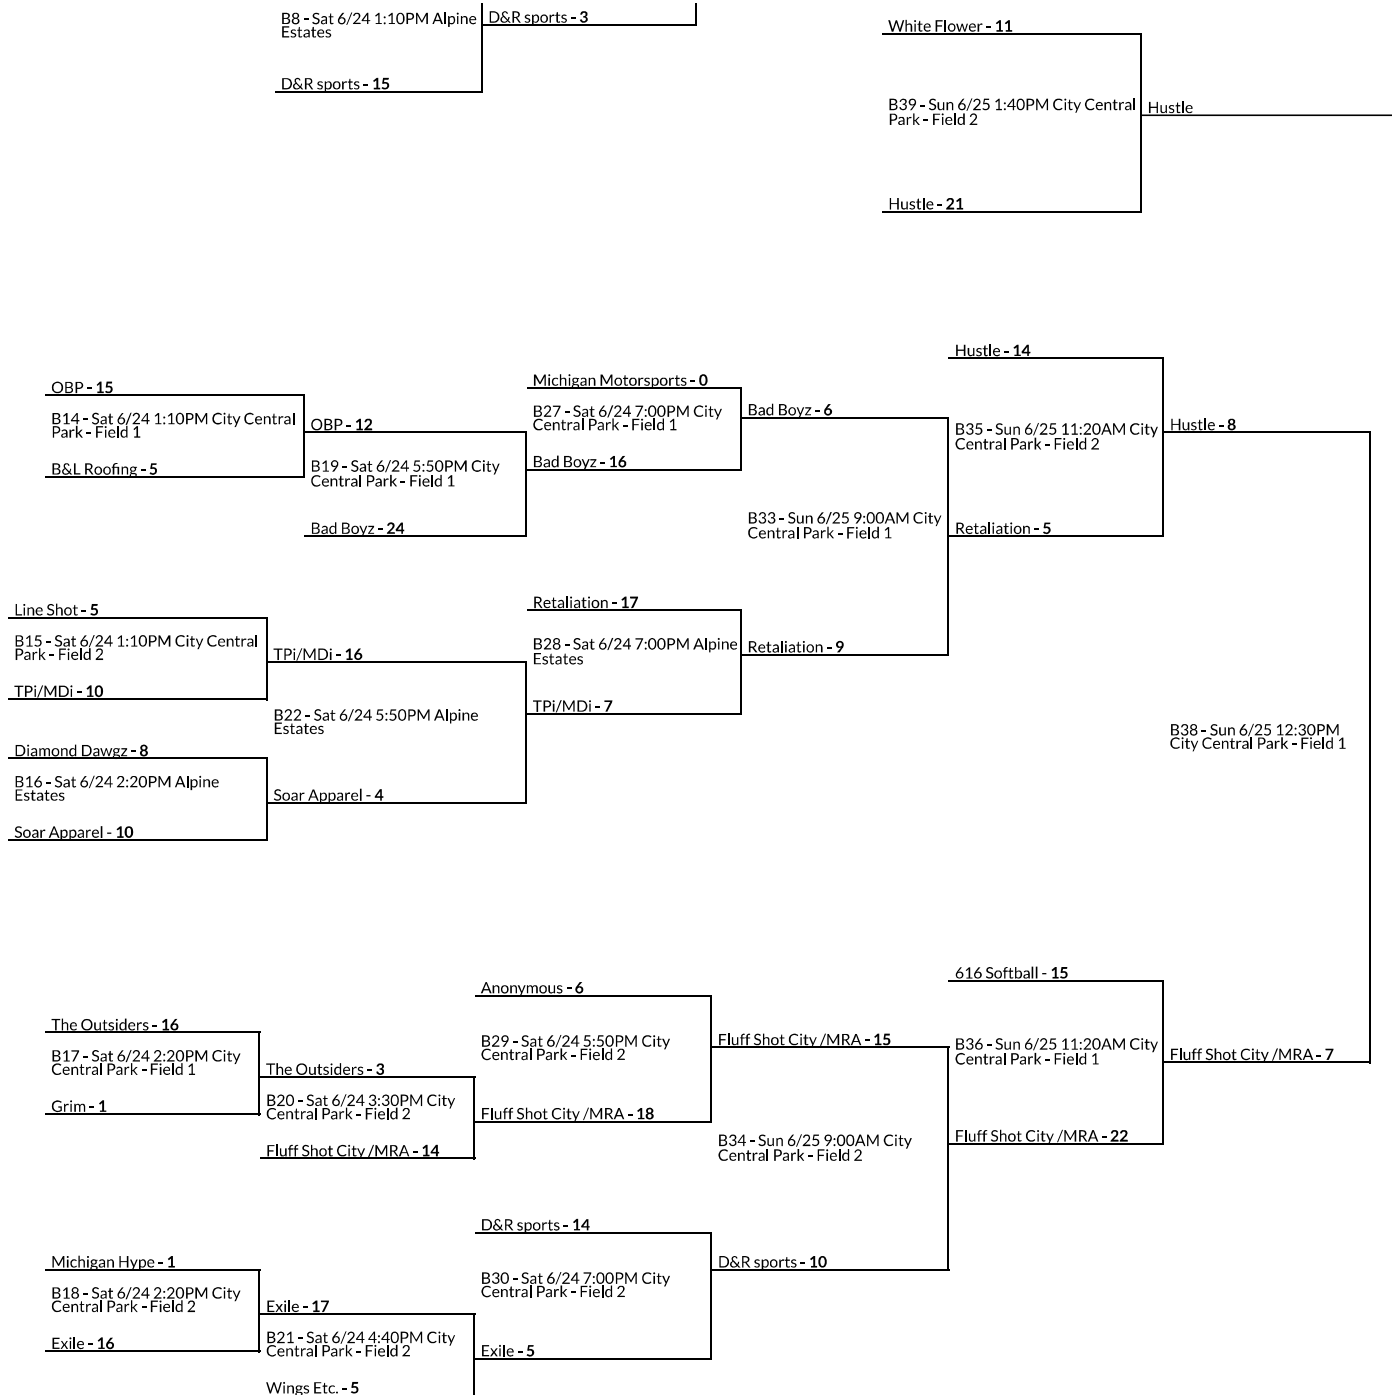 B8 - Sat 6/24 1:10PM Alpine
Estates
D&R sports - 3
D&R sports - 15
White Flower - 11
B39 - Sun 6/25 1:40PM City Central
Park - Field 2
Hustle
Hustle - 21
OBP - 15
B14 - Sat 6/24 1:10PM City Central
Park - Field 1
B&L Roofing - 5
OBP - 12
B19 - Sat 6/24 5:50PM City
Central Park - Field 1
Bad Boyz - 24
Michigan Motorsports - 0
B27 - Sat 6/24 7:00PM City
Central Park - Field 1
Bad Boyz - 16
Bad Boyz - 6
B33 - Sun 6/25 9:00AM City
Central Park - Field 1
Hustle - 14
B35 - Sun 6/25 11:20AM City
Central Park - Field 2
Retaliation - 5
Hustle - 8
Line Shot - 5
B15 - Sat 6/24 1:10PM City Central
Park - Field 2
TPi/MDi - 10
TPi/MDi - 16
B22 - Sat 6/24 5:50PM Alpine
Estates
Diamond Dawgz - 8
B16 - Sat 6/24 2:20PM Alpine
Estates
Soar Apparel - 10
Soar Apparel - 4
Retaliation - 17
B28 - Sat 6/24 7:00PM Alpine
Estates
TPi/MDi - 7
Retaliation - 9
B38 - Sun 6/25 12:30PM
City Central Park - Field 1
The Outsiders - 16
B17 - Sat 6/24 2:20PM City
Central Park - Field 1
Grim - 1
The Outsiders - 3
B20 - Sat 6/24 3:30PM City
Central Park - Field 2
Fluff Shot City /MRA - 14
Anonymous - 6
B29 - Sat 6/24 5:50PM City
Central Park - Field 2
Fluff Shot City /MRA - 18
Fluff Shot City /MRA - 15
B34 - Sun 6/25 9:00AM City
Central Park - Field 2
616 Softball - 15
B36 - Sun 6/25 11:20AM City
Central Park - Field 1
Fluff Shot City /MRA - 22
Fluff Shot City /MRA - 7
Michigan Hype - 1
B18 - Sat 6/24 2:20PM City
Central Park - Field 2
Exile - 16
Exile - 17
B21 - Sat 6/24 4:40PM City
Central Park - Field 2
Wings Etc. - 5
D&R sports - 14
B30 - Sat 6/24 7:00PM City
Central Park - Field 2
Exile - 5
D&R sports - 10